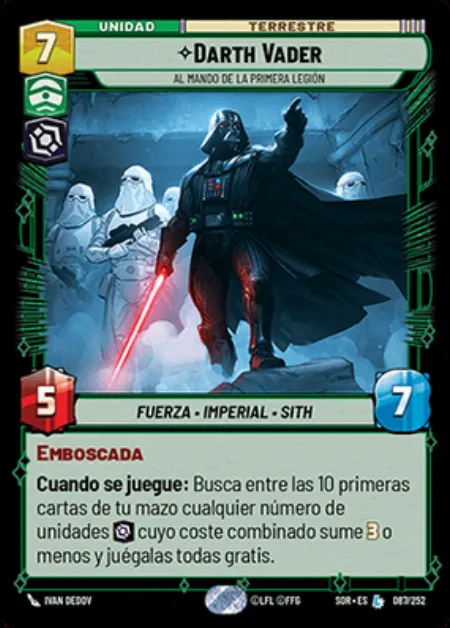 7
UNIDAD
TERRESTRE
DARTH VADER
AL MANDO DE LA PRIMERA LEGIÓN
5
FUERZA • IMPERIAL • SITH
7
EMBOSCADA
Cuando se juegue: Busca entre las 10 primeras
cartas de tu mazo cualquier número de
unidades cuyo coste combinado sume 3 o
menos y juégalas todas gratis.
IVAN DEDOV
©LFL ©FFG
SOR • ES L 087/252